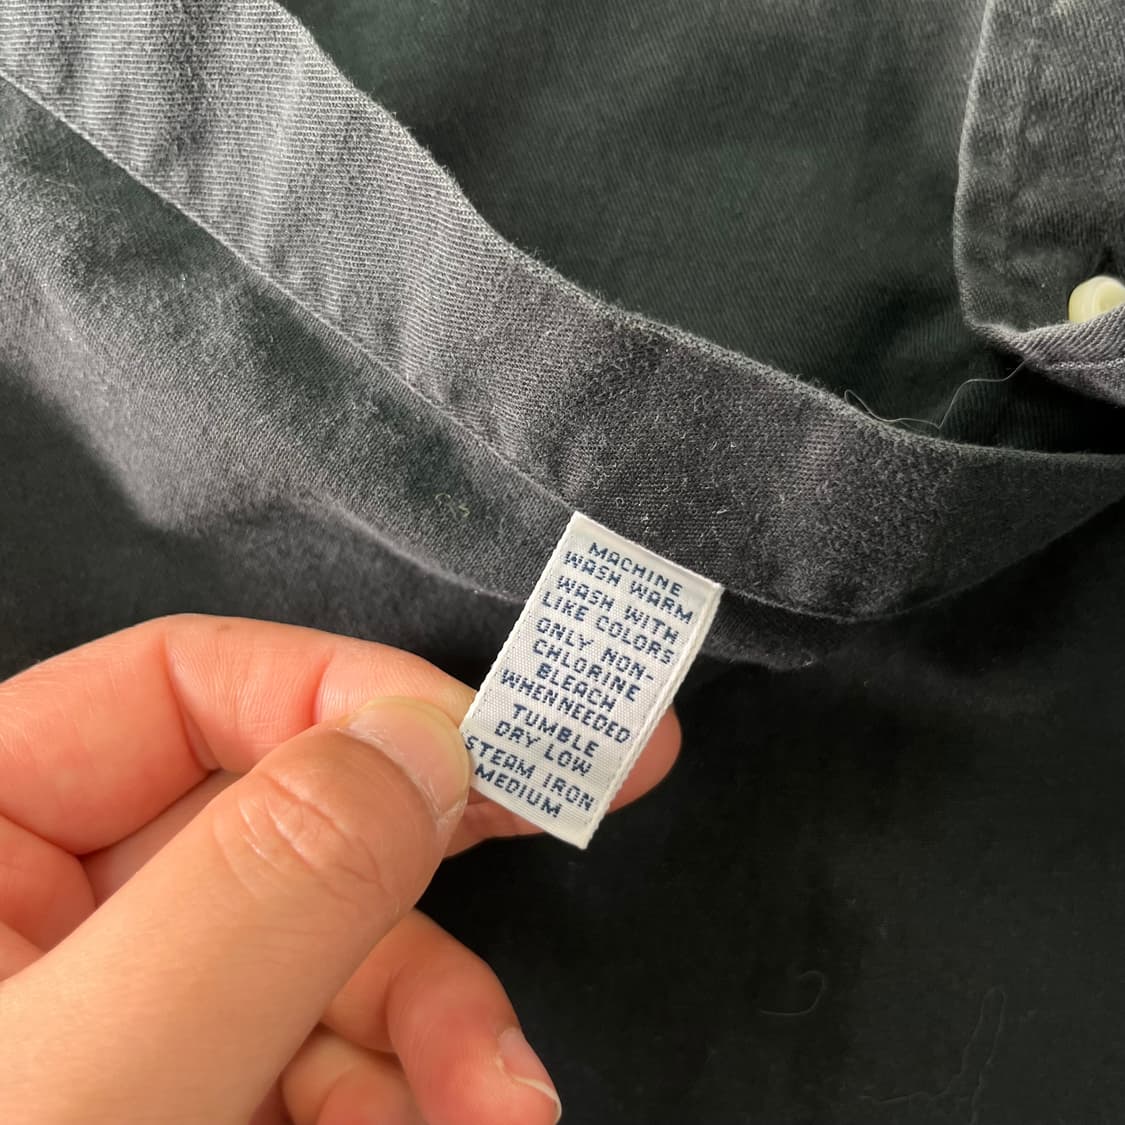 MACHINE
WASH WARM
WASH WITH
LIKE COLORS
ONLY NON-
CHLORINE
BLEACH
WHEN NEEDED
TUMBLE
DRY LOW
STEAM IRON
MEDIUM